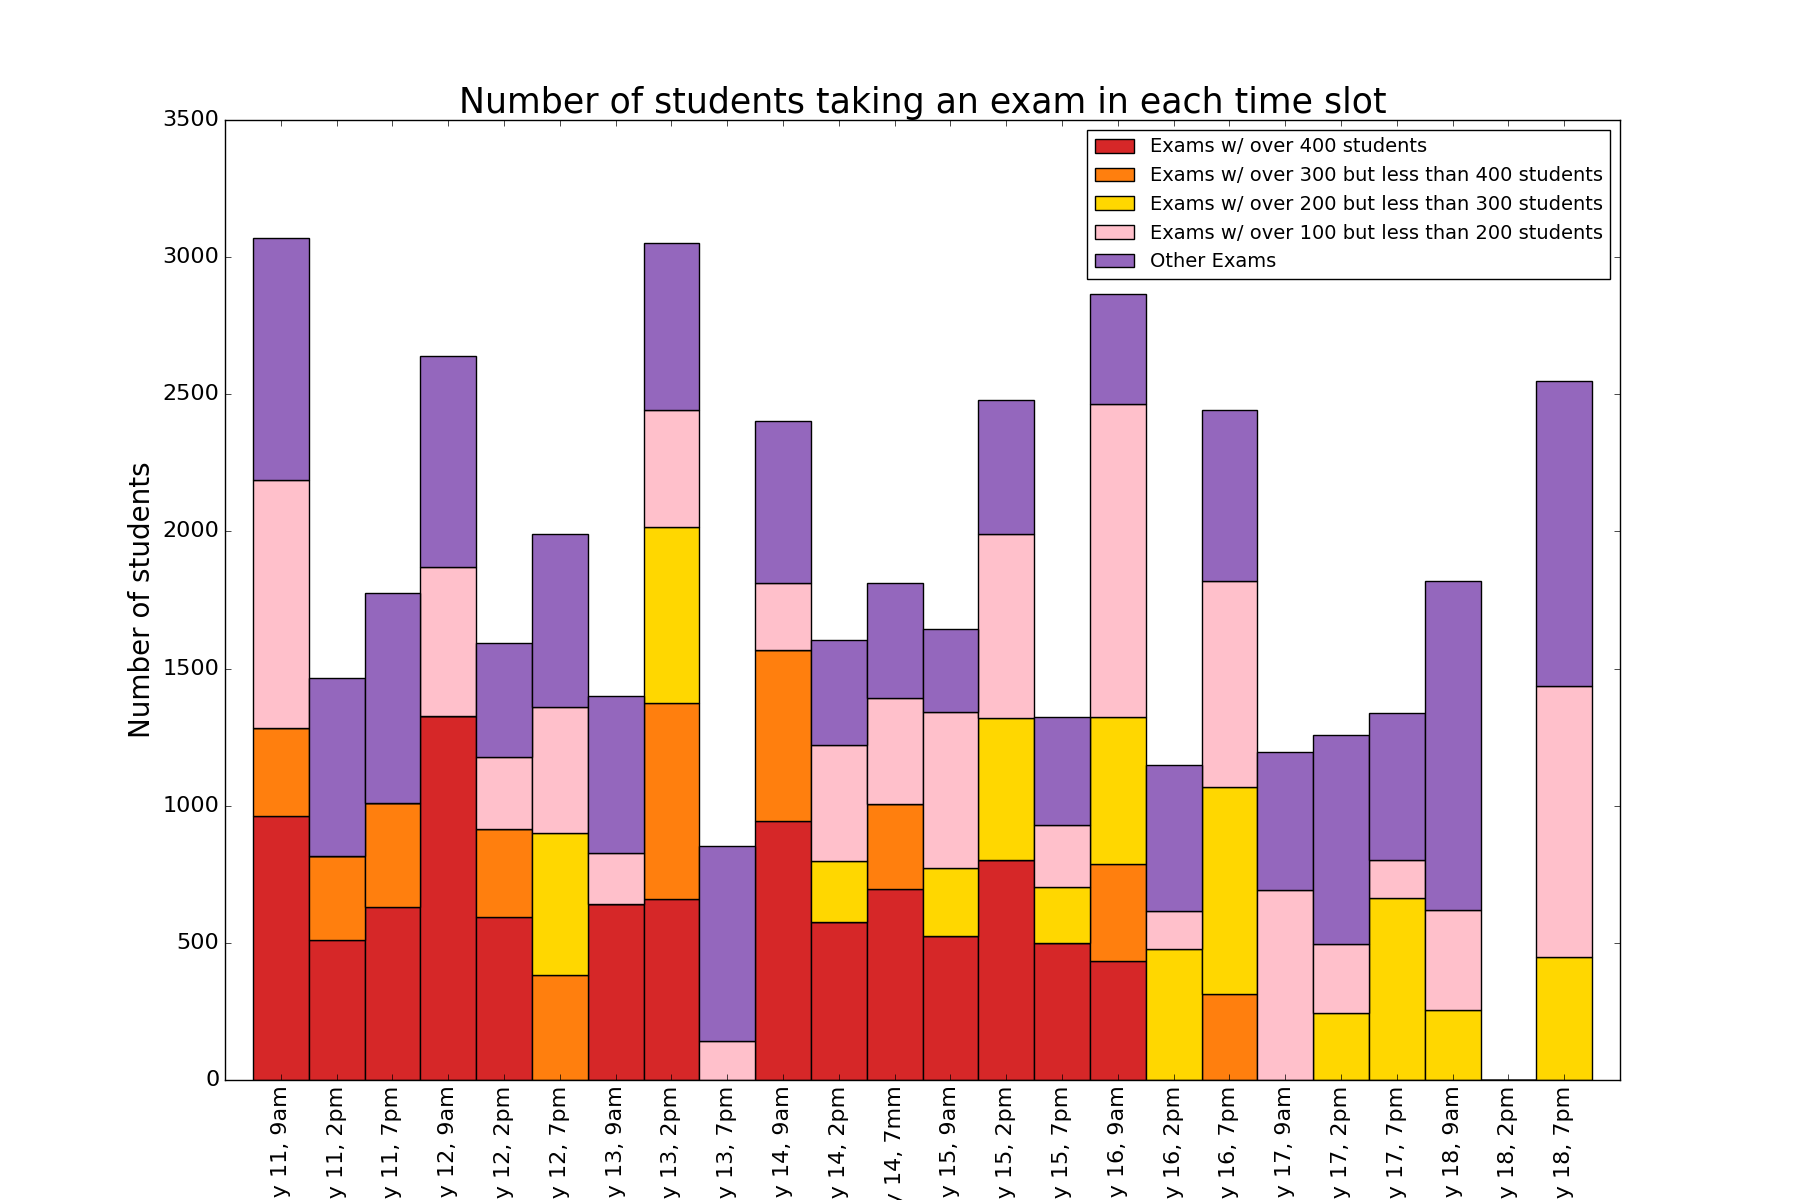 Number of students taking an exam in each time slot
Exams w/ over 400 students
Exams w/ over 300 but less than 400 students
Exams w/ over 200 but less than 300 students
Exams w/ over 100 but less than 200 students
Other Exams
Number of students
3500
3000
2500
2000
1500
1000
500
0
y 11, 9am
y 11, 2pm
y 11, 7pm
y 12, 9am
y 12, 2pm
y 12, 7pm
y 13, 9am
y 13, 2pm
y 13, 7pm
y 14, 9am
y 14, 2pm
y 14, 7mm
y 15, 9am
y 15, 2pm
y 15, 7pm
y 16, 9am
y 16, 2pm
y 16, 7pm
y 17, 9am
y 17, 2pm
y 17, 7pm
y 18, 9am
y 18, 2pm
y 18, 7pm